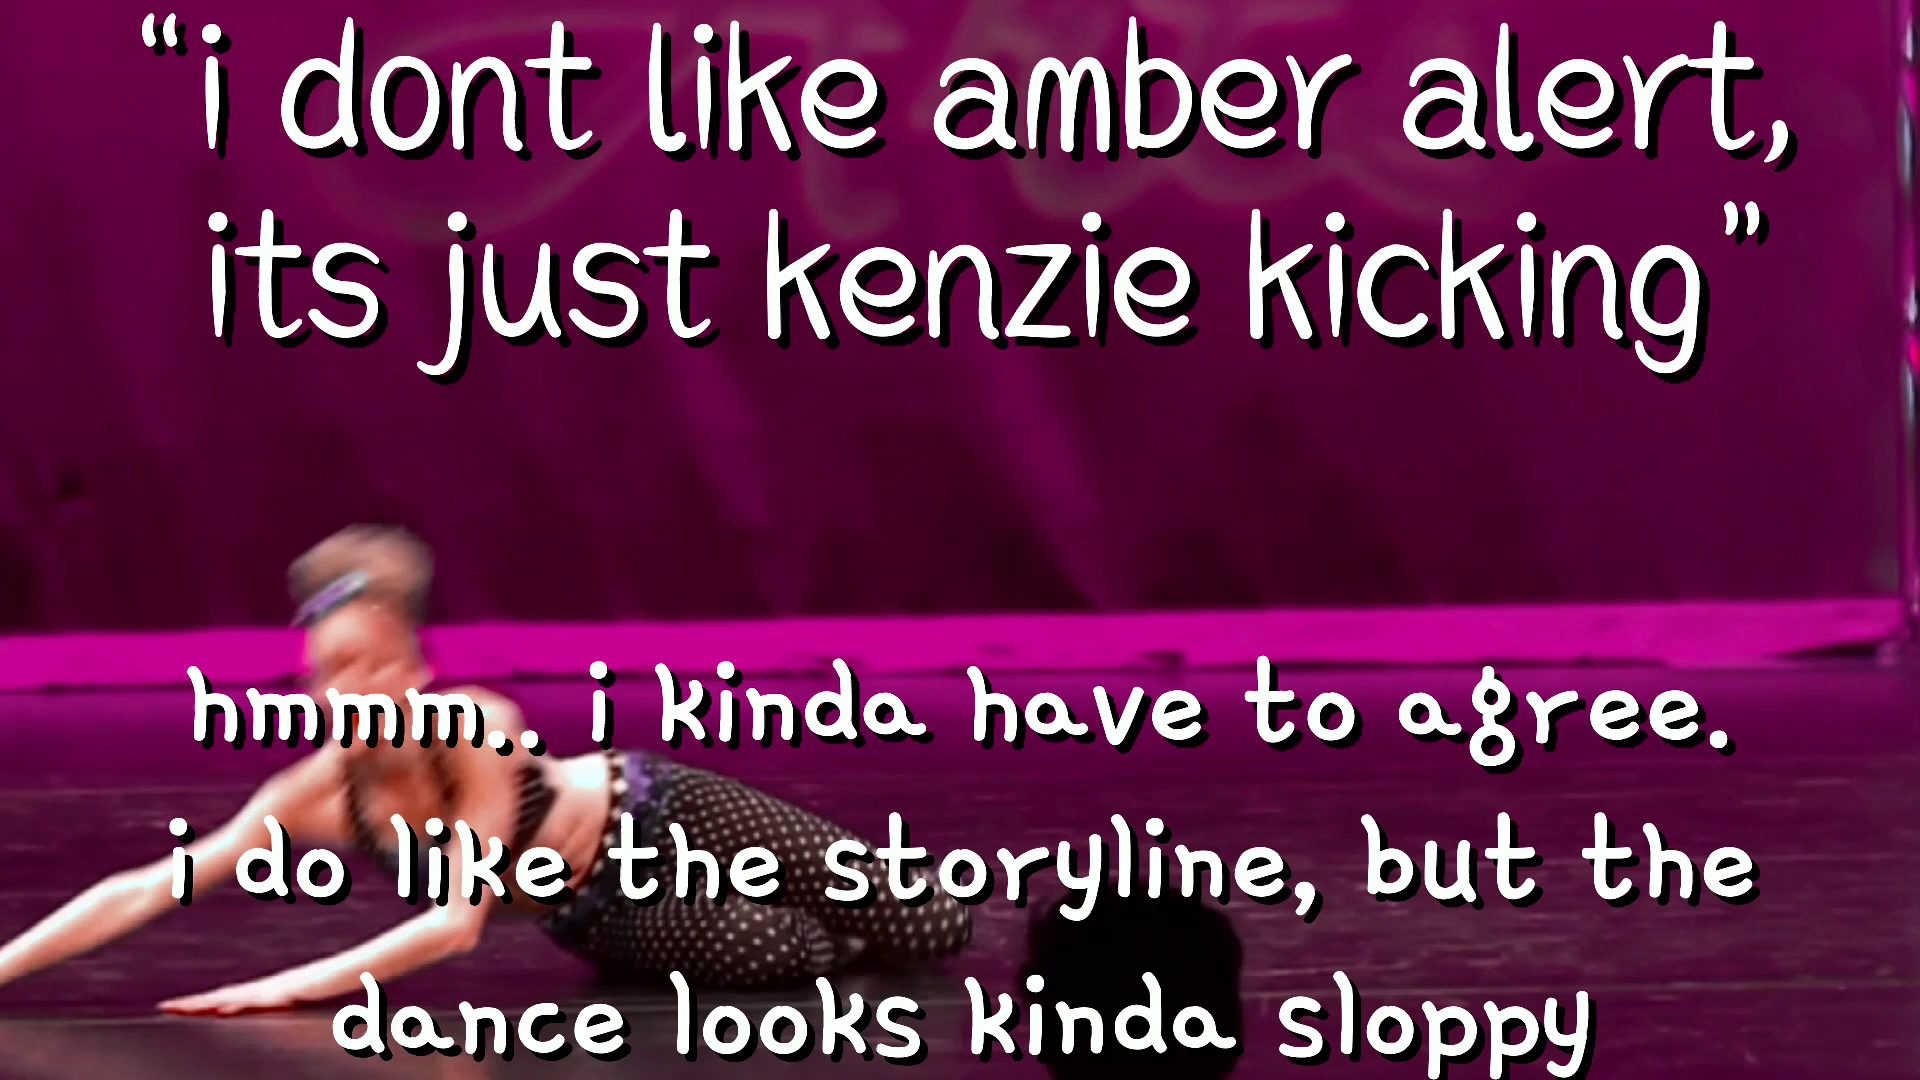 “i dont like amber alert,
its just kenzie kicking”
hmmm.. i kinda have to agree.
i do like the storyline, but the
dance looks kinda sloppy